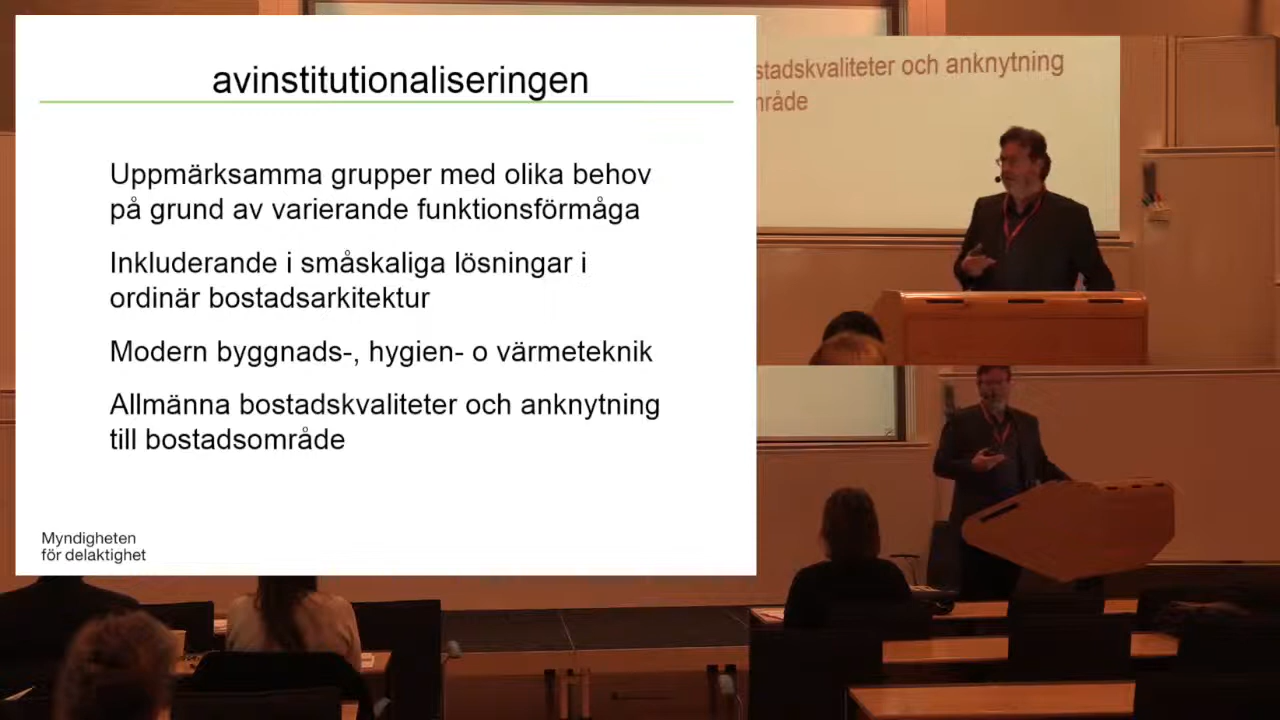 avinstitutionaliseringen
Uppmärksamma grupper med olika behov
på grund av varierande funktionsförmåga
Inkluderande i småskaliga lösningar i
ordinär bostadsarkitektur
Modern byggnads-, hygien- o värmeteknik
Allmänna bostadskvaliteter och anknytning
till bostadsområde
Myndigheten
för delaktighet
stadskvaliteter och anknytning
råde